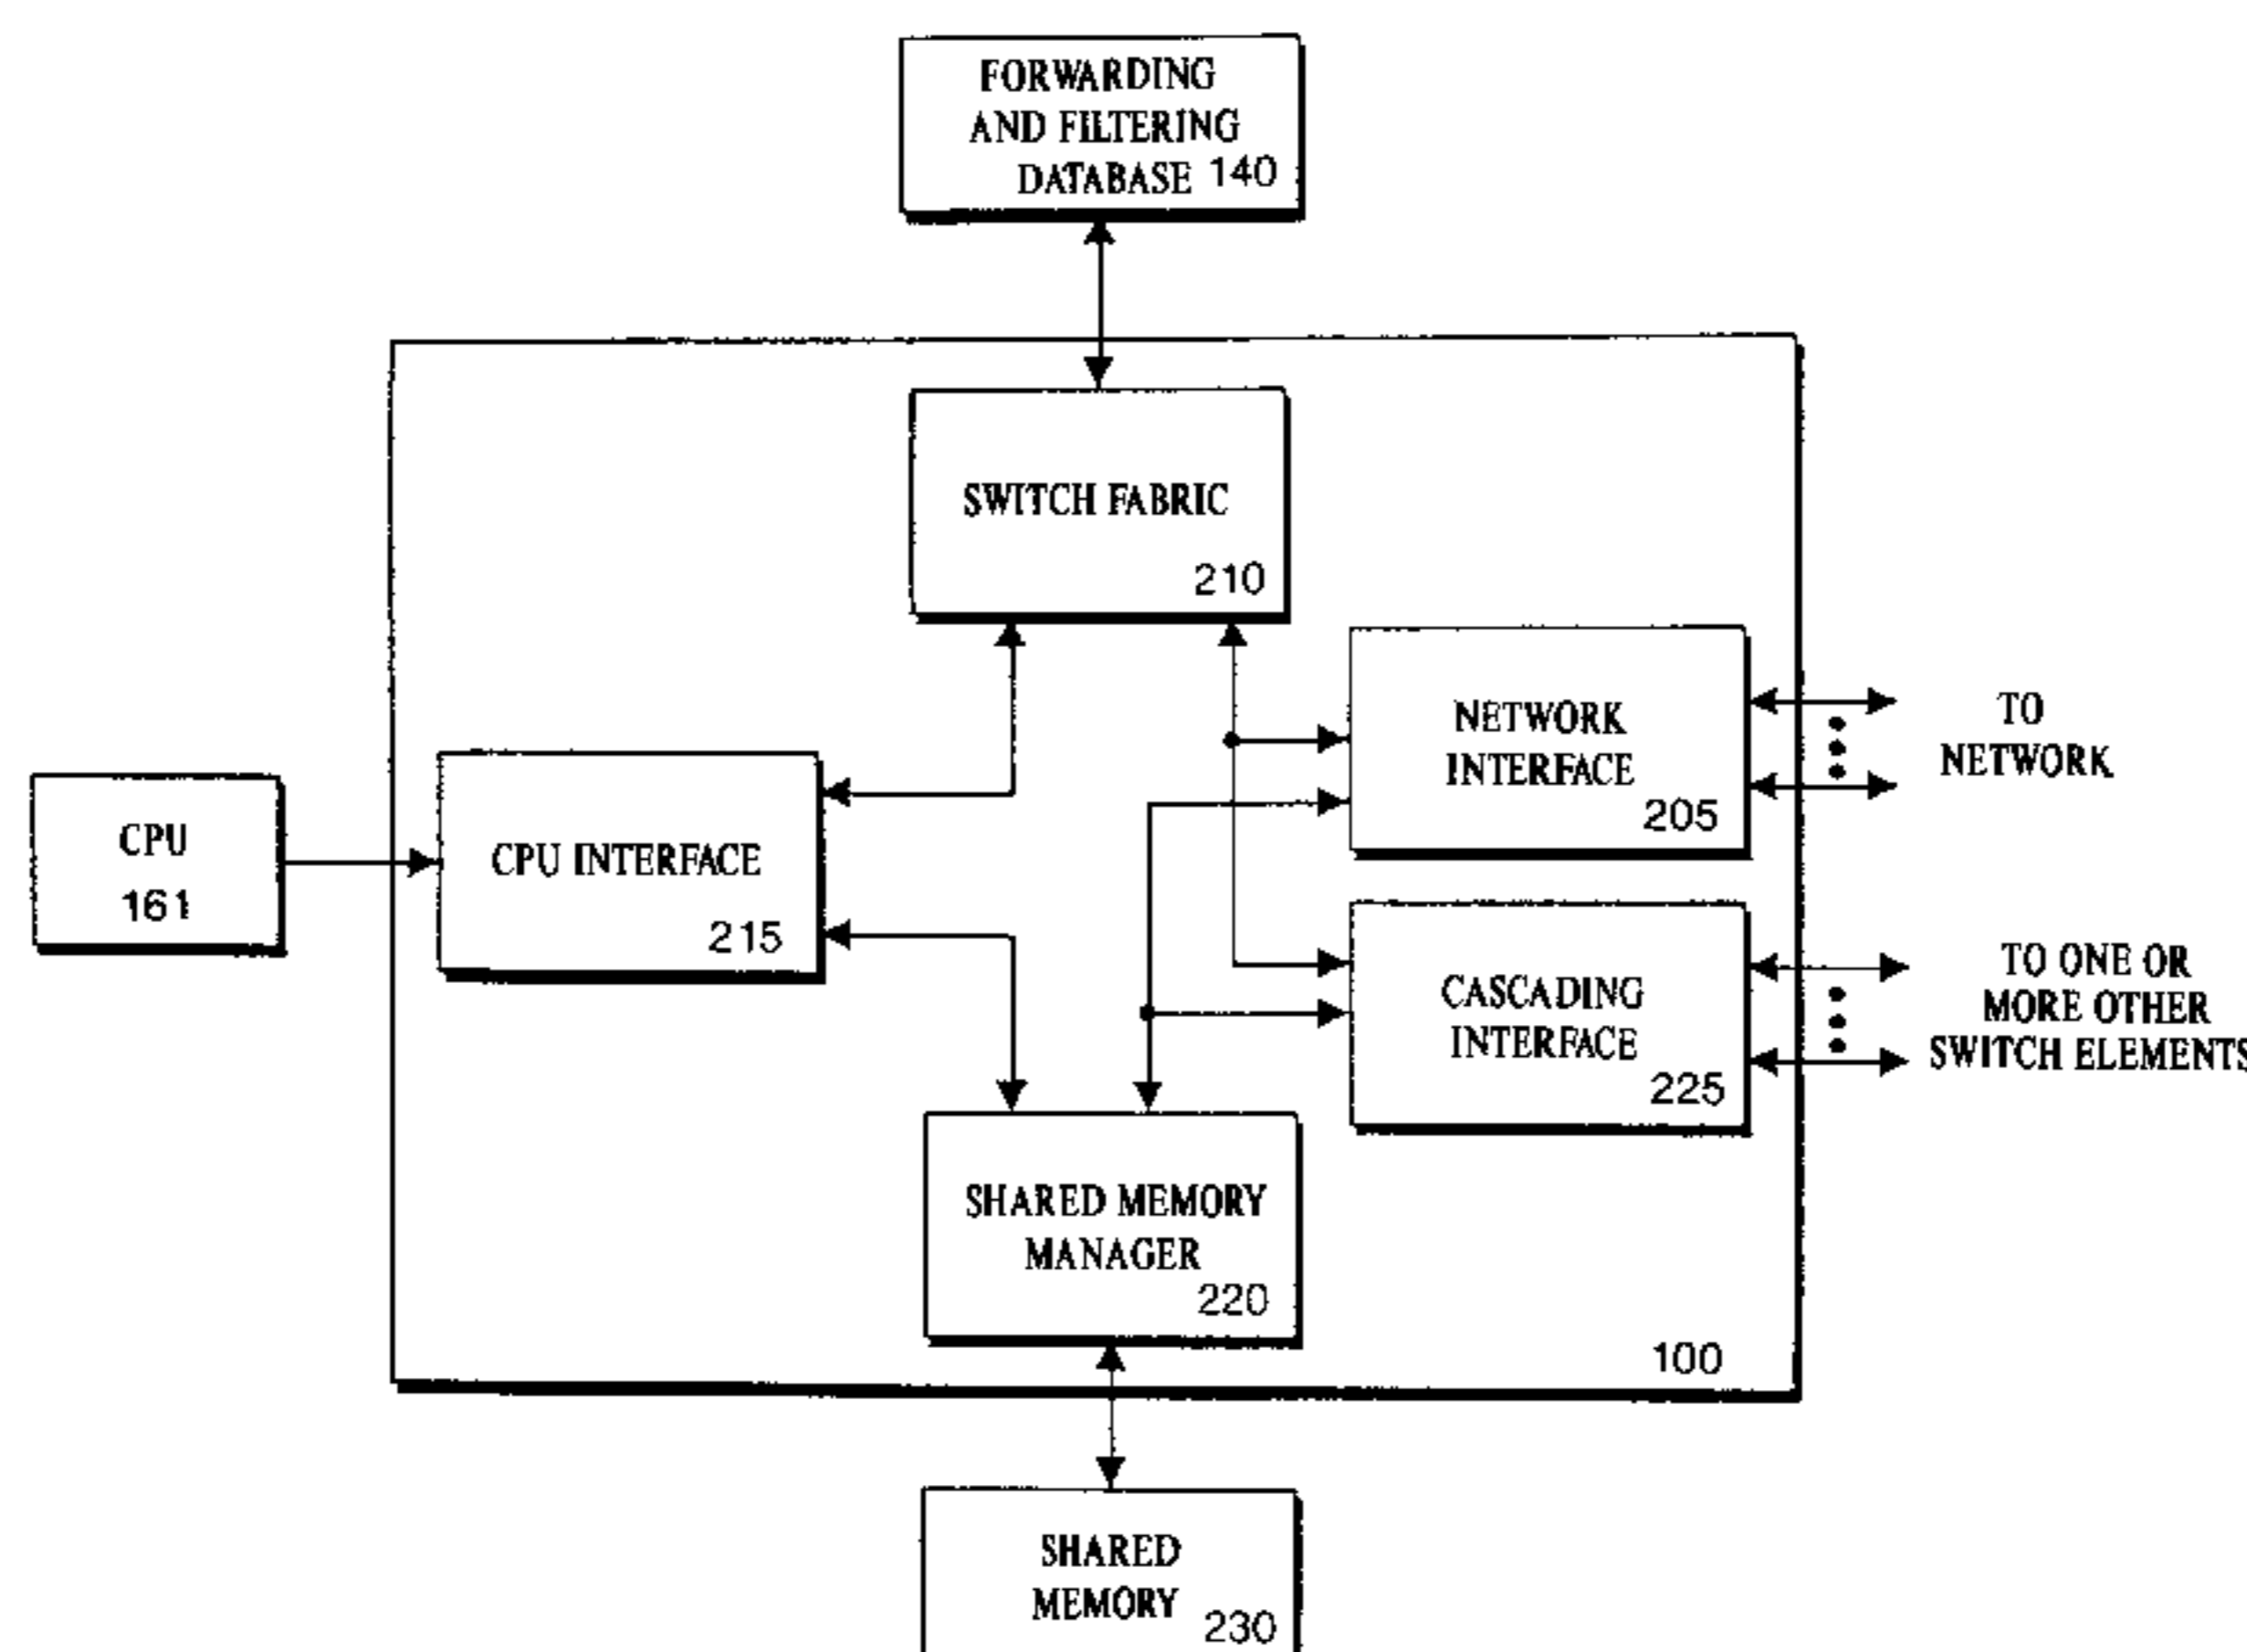 FORWARDING
AND FILTERING
DATABASE 140
SWITCH FABRIC
210
NETWORK
INTERFACE
205
TO
NETWORK
CPU
161
CPU INTERFACE
215
CASCADING
INTERFACE
225
TO ONE OR
MORE OTHER
SWITCH ELEMENTS
SHARED MEMORY
MANAGER
220
100
SHARED
MEMORY
230